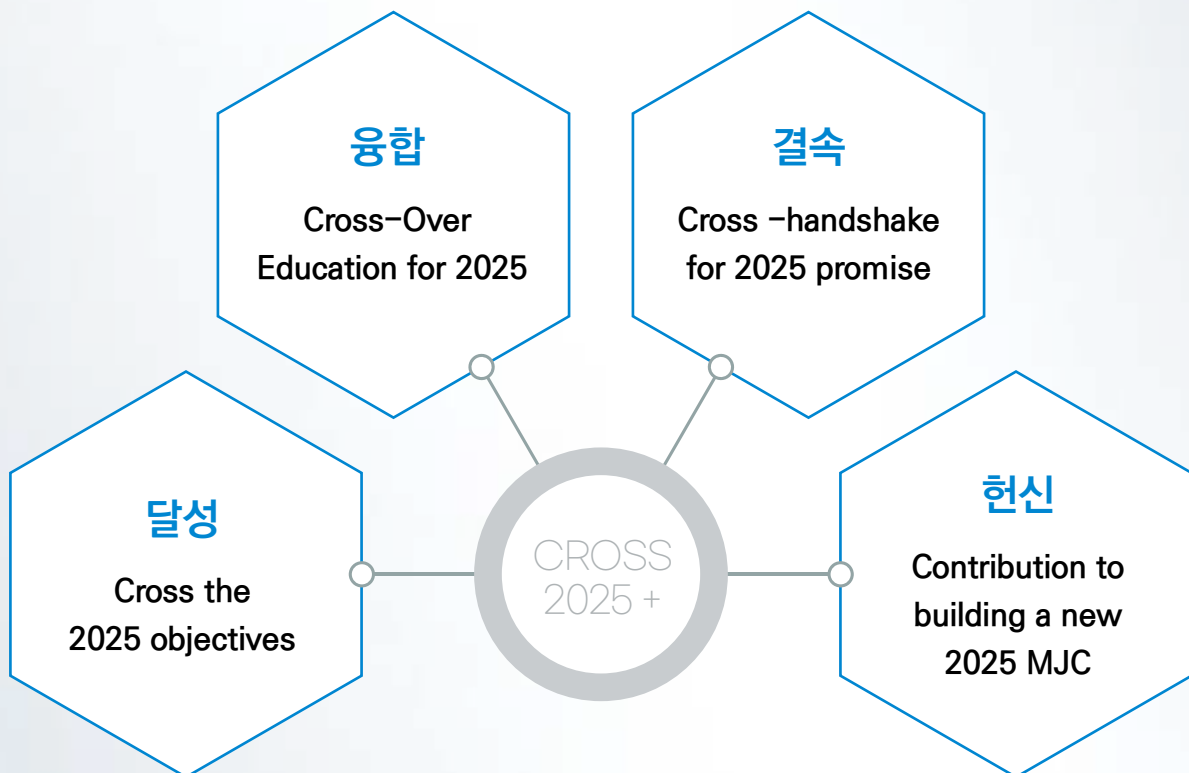 융합
Cross-Over
Education for 2025
결속
Cross -handshake
for 2025 promise
달성
Cross the
2025 objectives
CROSS
2025 +
헌신
Contribution to
building a new
2025 MJC